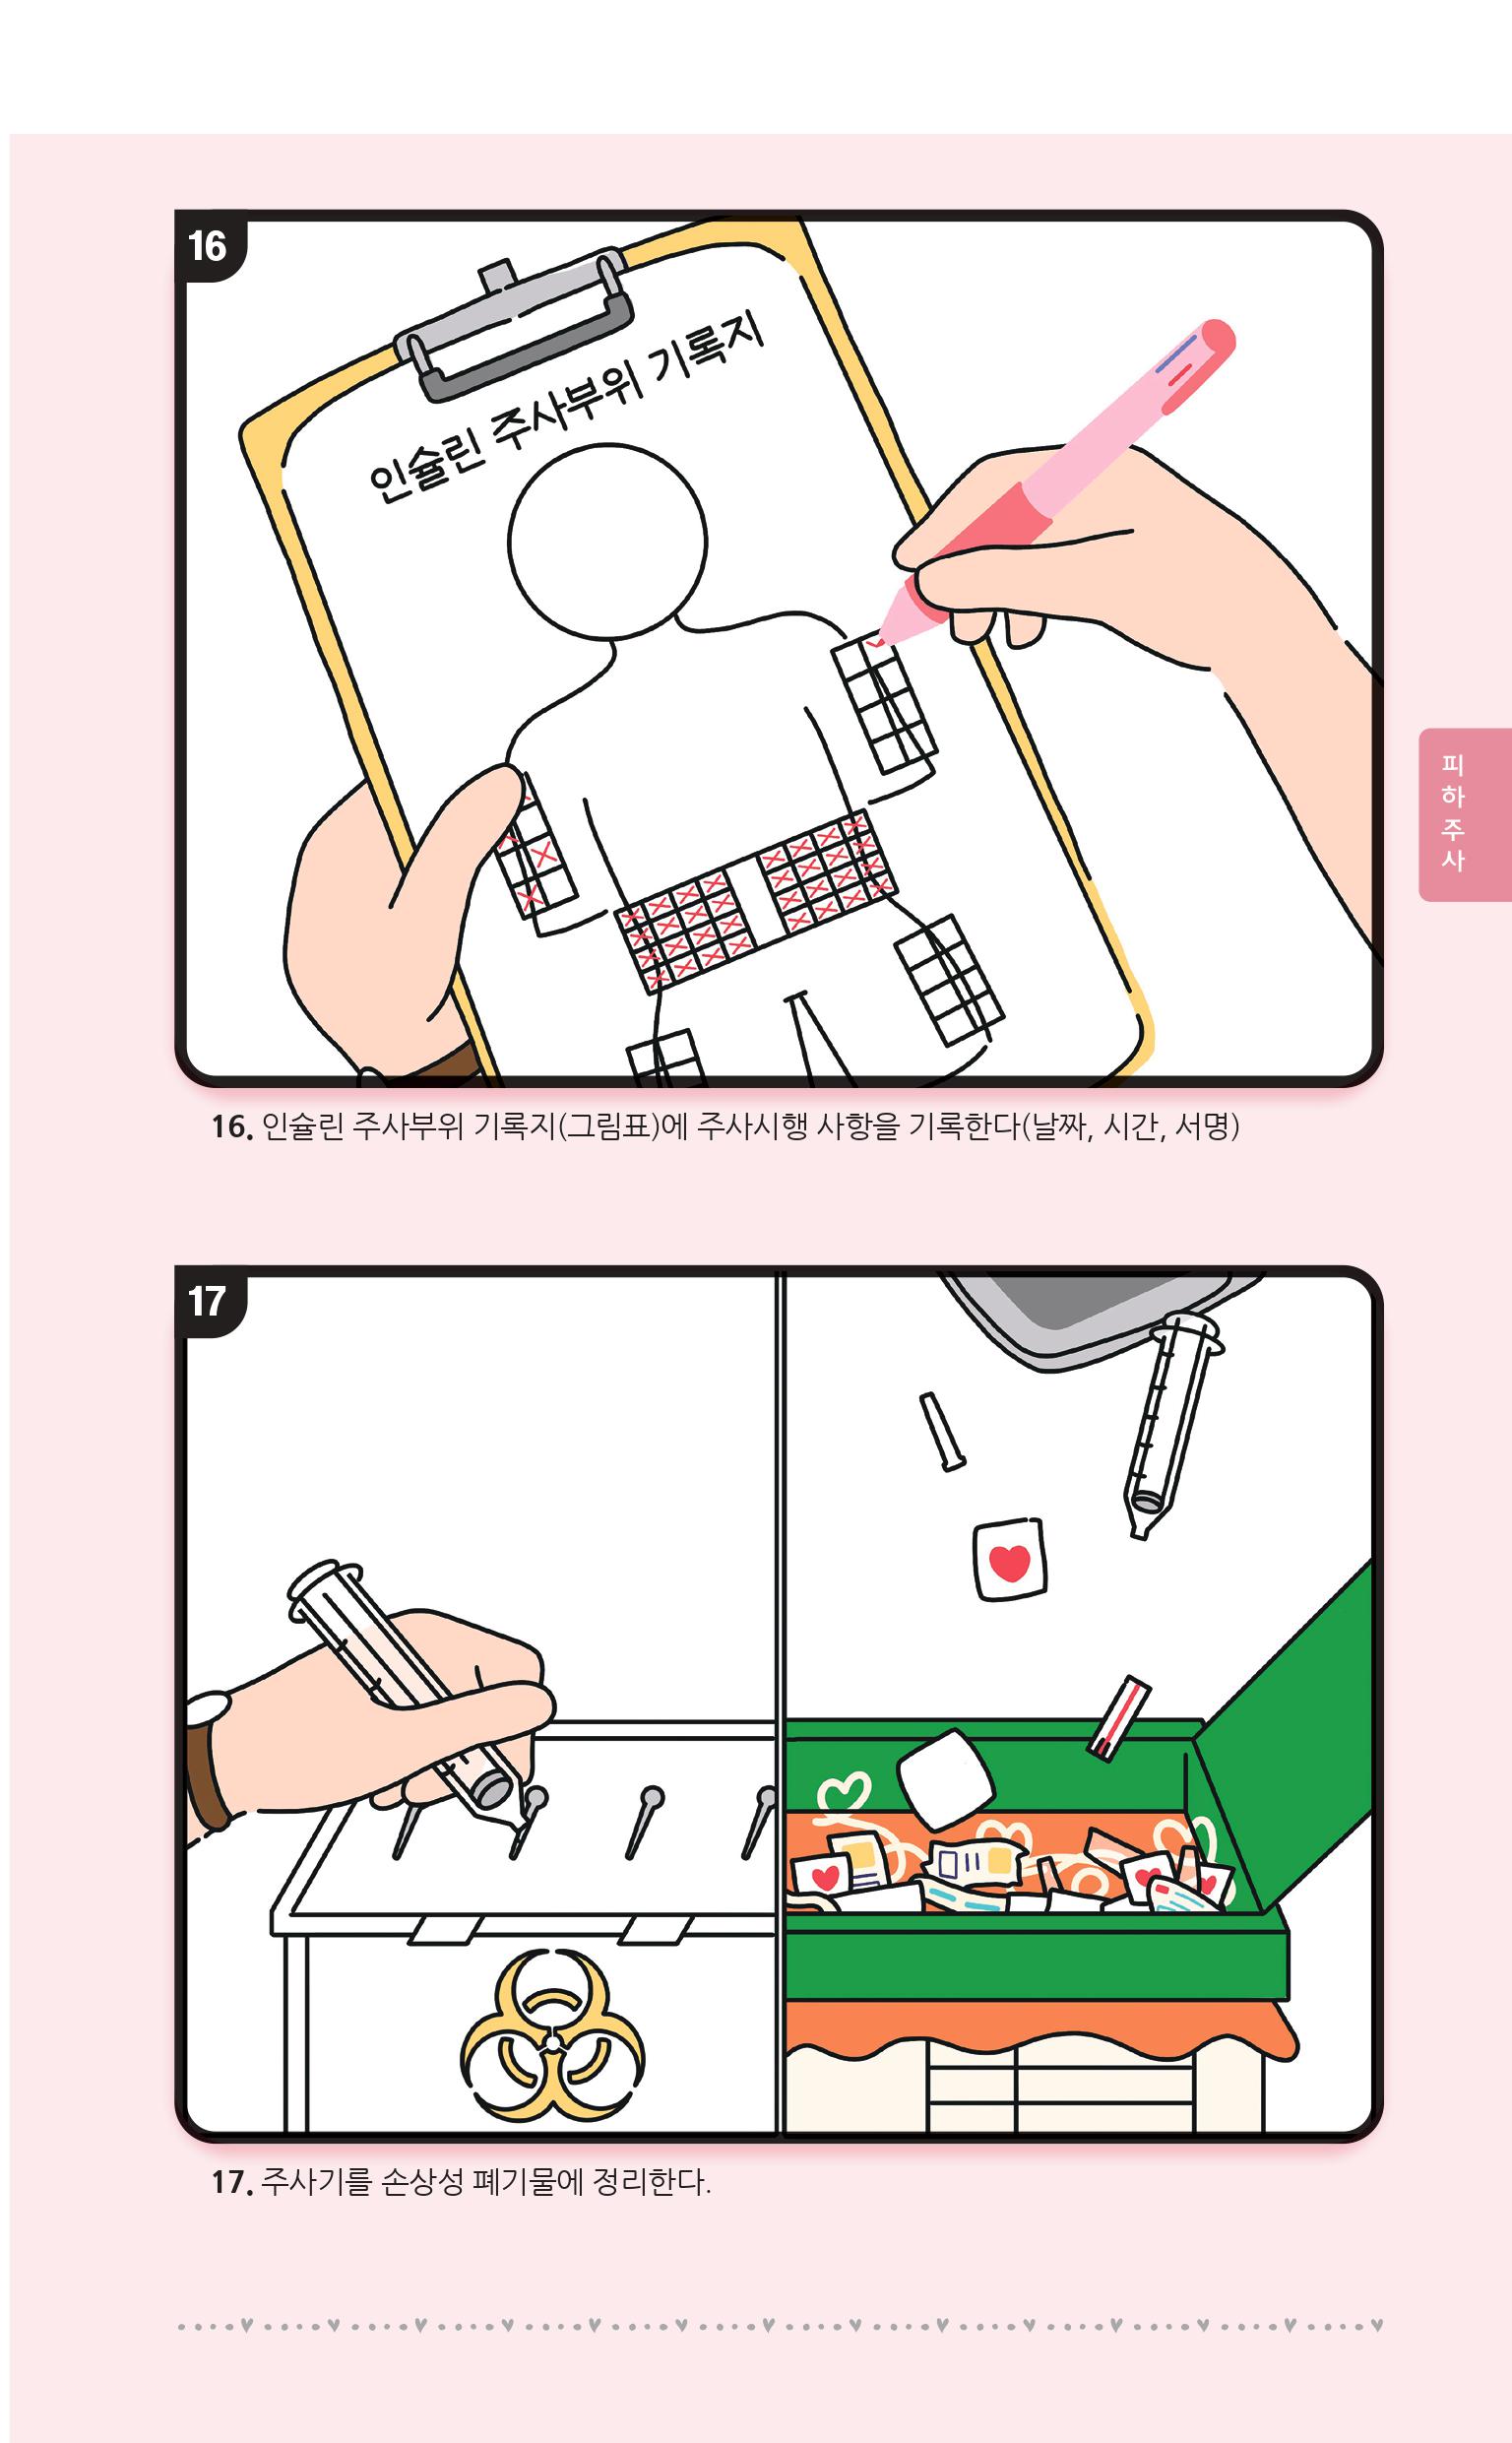 16
인슐린 주사부위 기록지
16. 인슐린 주사부위 기록지(그림표)에 주사시행 사항을 기록한다(날짜, 시간, 서명)
피하주사
17
17. 주사기를 손상성 폐기물에 정리한다.